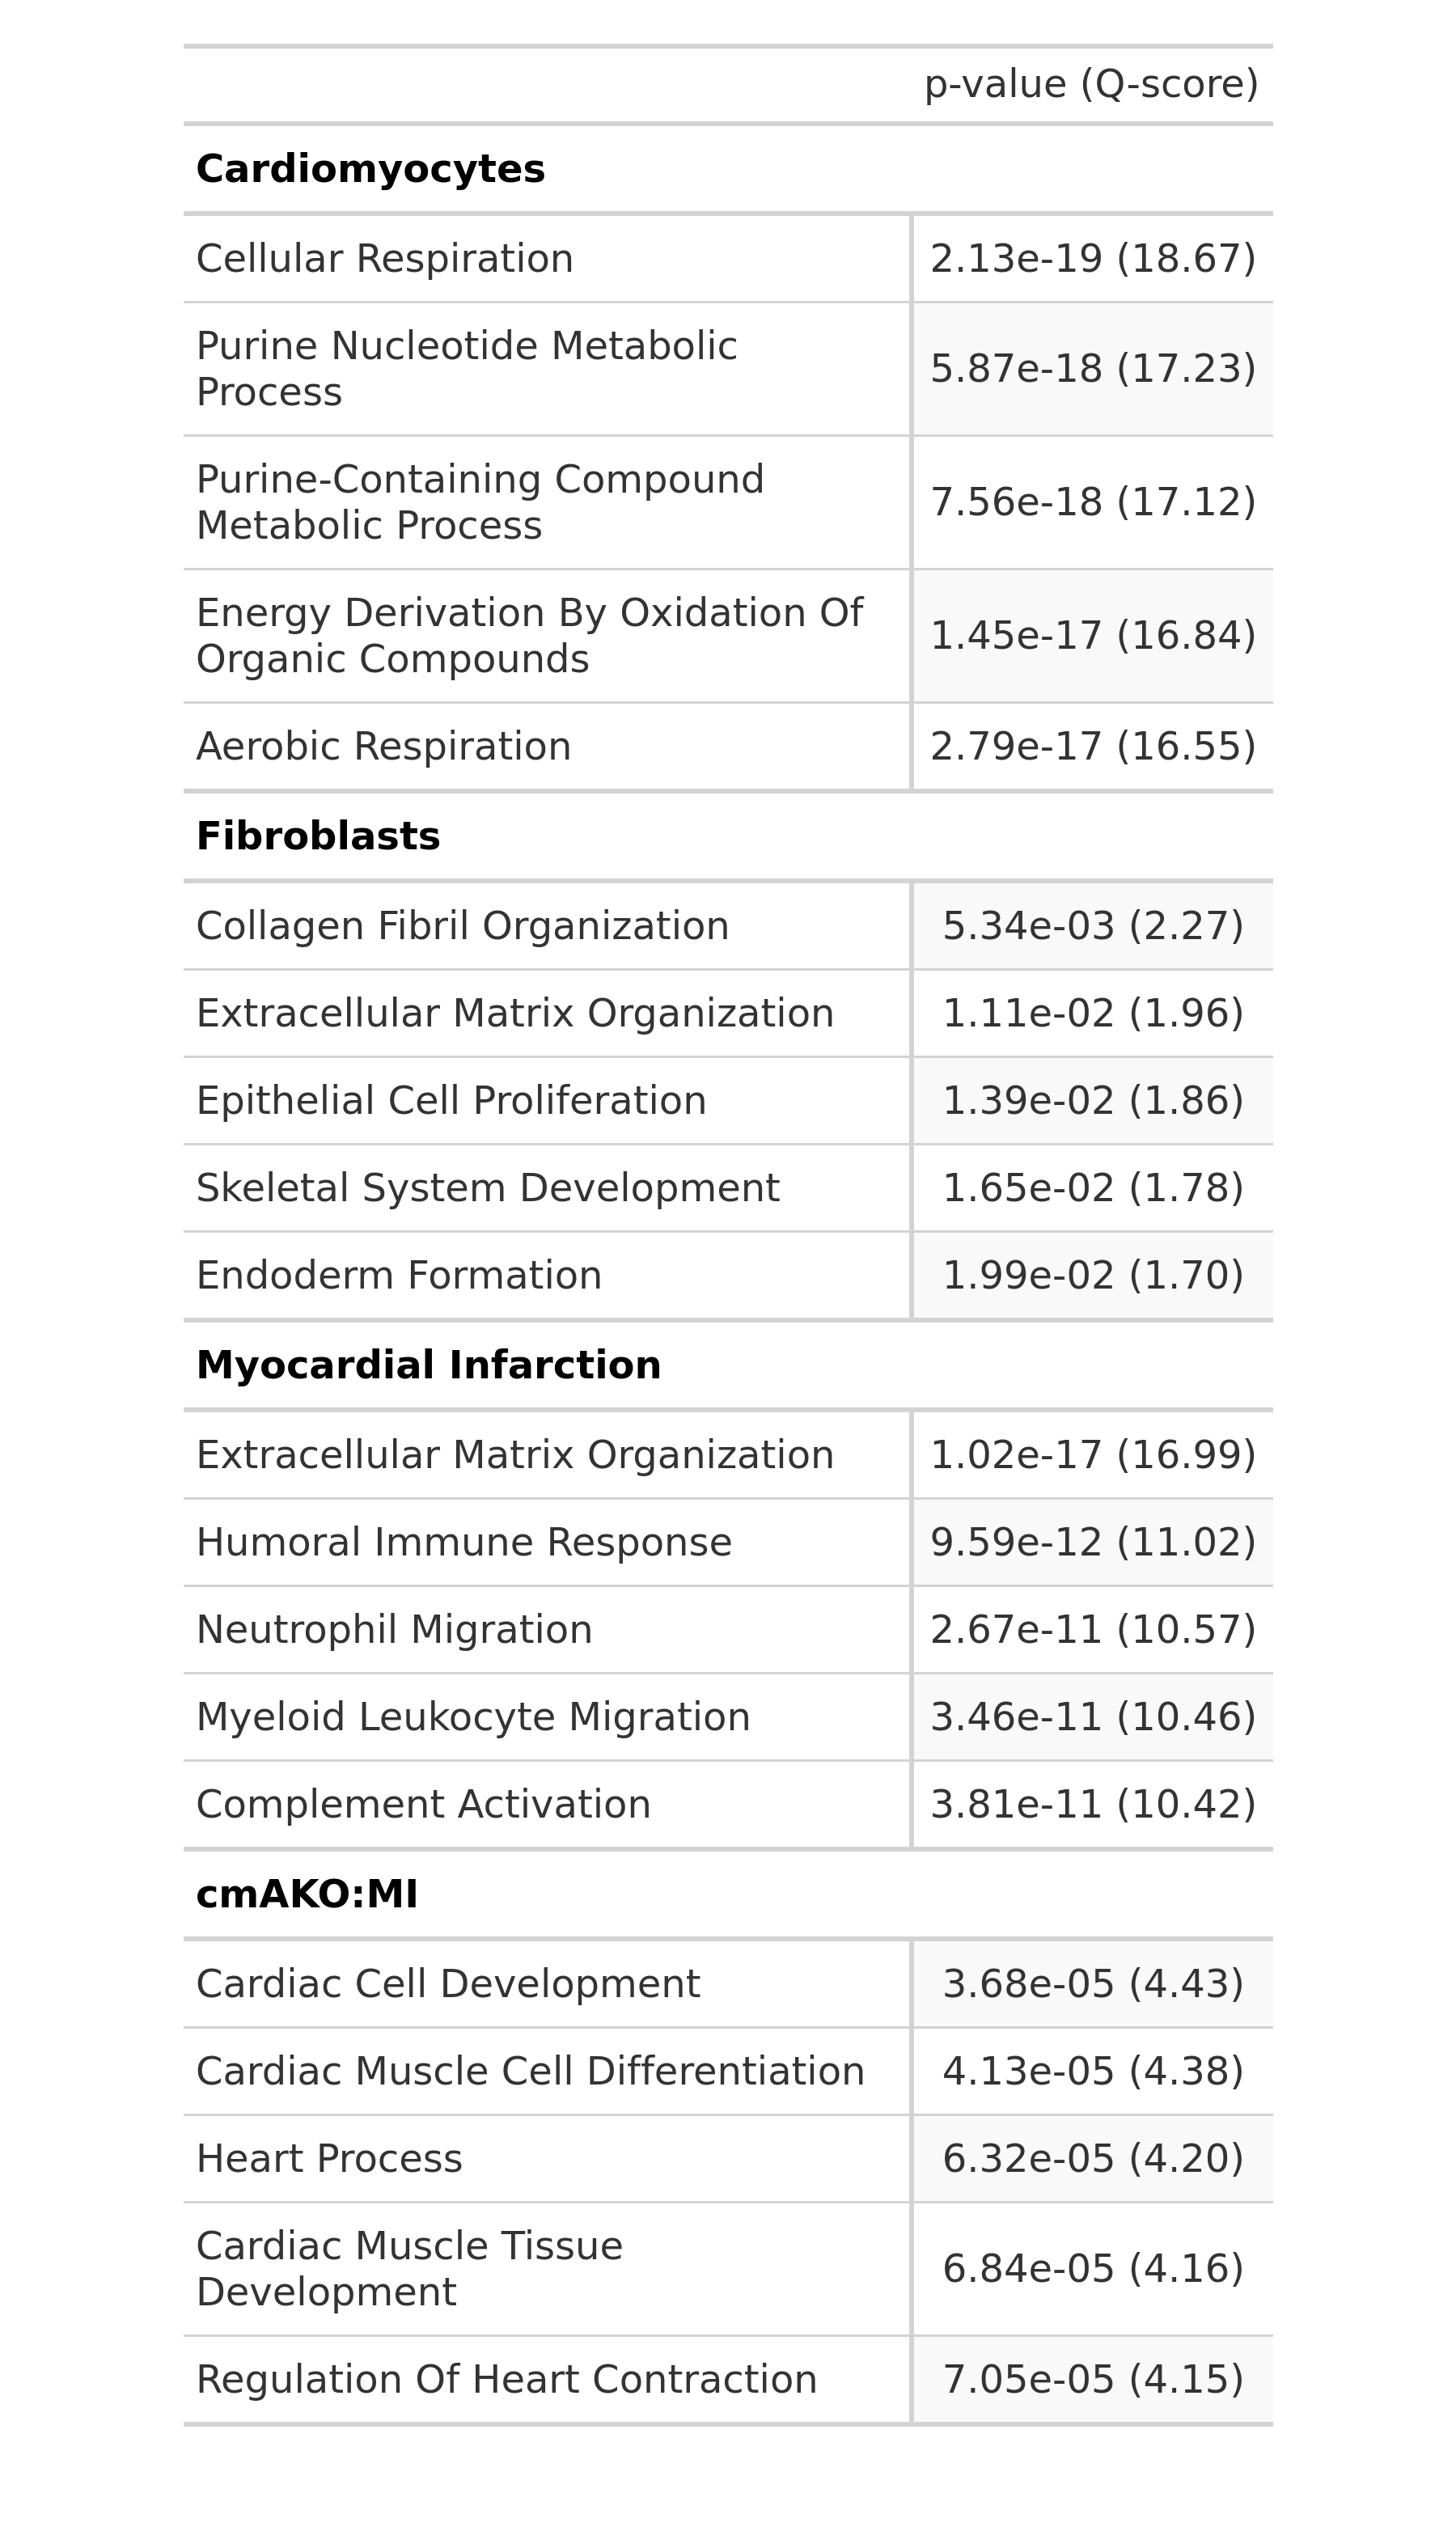 p-value (Q-score)
Cardiomyocytes
Cellular Respiration 2.13e-19 (18.67)
Purine Nucleotide Metabolic
Process 5.87e-18 (17.23)
Purine-Containing Compound
Metabolic Process 7.56e-18 (17.12)
Energy Derivation By Oxidation Of
Organic Compounds 1.45e-17 (16.84)
Aerobic Respiration 2.79e-17 (16.55)
Fibroblasts
Collagen Fibril Organization 5.34e-03 (2.27)
Extracellular Matrix Organization 1.11e-02 (1.96)
Epithelial Cell Proliferation 1.39e-02 (1.86)
Skeletal System Development 1.65e-02 (1.78)
Endoderm Formation 1.99e-02 (1.70)
Myocardial Infarction
Extracellular Matrix Organization 1.02e-17 (16.99)
Humoral Immune Response 9.59e-12 (11.02)
Neutrophil Migration 2.67e-11 (10.57)
Myeloid Leukocyte Migration 3.46e-11 (10.46)
Complement Activation 3.81e-11 (10.42)
cmAKO:MI
Cardiac Cell Development 3.68e-05 (4.43)
Cardiac Muscle Cell Differentiation 4.13e-05 (4.38)
Heart Process 6.32e-05 (4.20)
Cardiac Muscle Tissue
Development 6.84e-05 (4.16)
Regulation Of Heart Contraction 7.05e-05 (4.15)